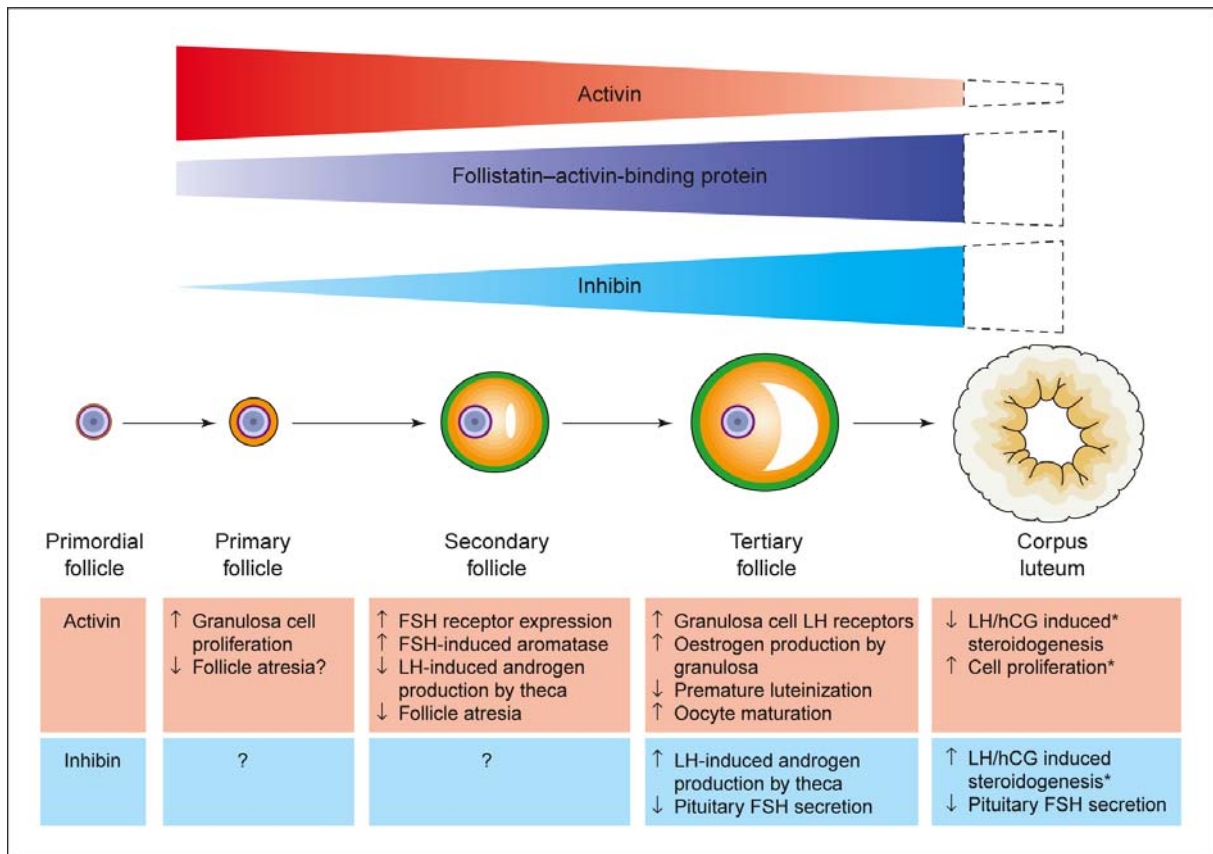 Activin
Follistatin–activin-binding protein
Inhibin
Primordial
follicle
Primary
follicle
Secondary
follicle
Tertiary
follicle
Corpus
luteum
Activin
↑ Granulosa cell
proliferation
↓ Follicle atresia?
↑ FSH receptor expression
↑ FSH-induced aromatase
↓ LH-induced androgen
production by theca
↓ Follicle atresia
↑ Granulosa cell LH receptors
↑ Oestrogen production by
granulosa
↓ Premature luteinization
↑ Oocyte maturation
↓ LH/hCG induced*
steroidogenesis
↑ Cell proliferation*
Inhibin
?
?
↑ LH-induced androgen
production by theca
↓ Pituitary FSH secretion
↑ LH/hCG induced
steroidogenesis*
↓ Pituitary FSH secretion